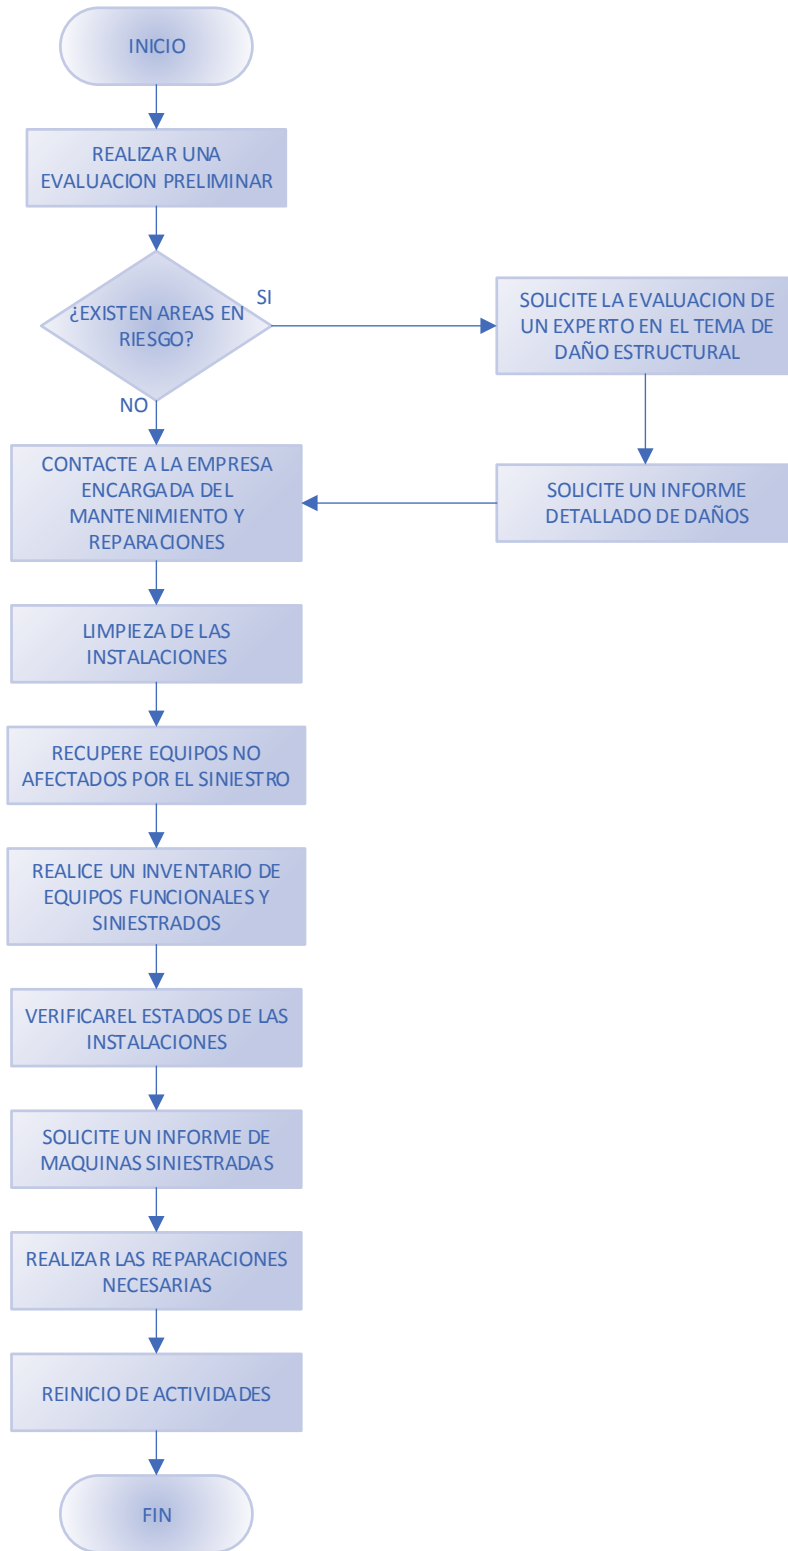 INICIO
REALIZAR UNA
EVALUACION PRELIMINAR
¿EXISTEN AREAS EN
RIESGO?
SI
SOLICITE LA EVALUACION DE
UN EXPERTO EN EL TEMA DE
DAÑO ESTRUCTURAL
SOLICITE UN INFORME
DETALLADO DE DAÑOS
NO
CONTACTE A LA EMPRESA
ENCARGADA DEL
MANTENIMIENTO Y
REPARACIONES
LIMPIEZA DE LAS
INSTALACIONES
RECUPERE EQUIPOS NO
AFECTADOS POR EL SINIESTRO
REALICE UN INVENTARIO DE
EQUIPOS FUNCIONALES Y
SINIESTRADOS
VERIFICAREL ESTADOS DE LAS
INSTALACIONES
SOLICITE UN INFORME DE
MAQUINAS SINIESTRADAS
REALIZAR LAS REPARACIONES
NECESARIAS
REINICIO DE ACTIVIDADES
FIN